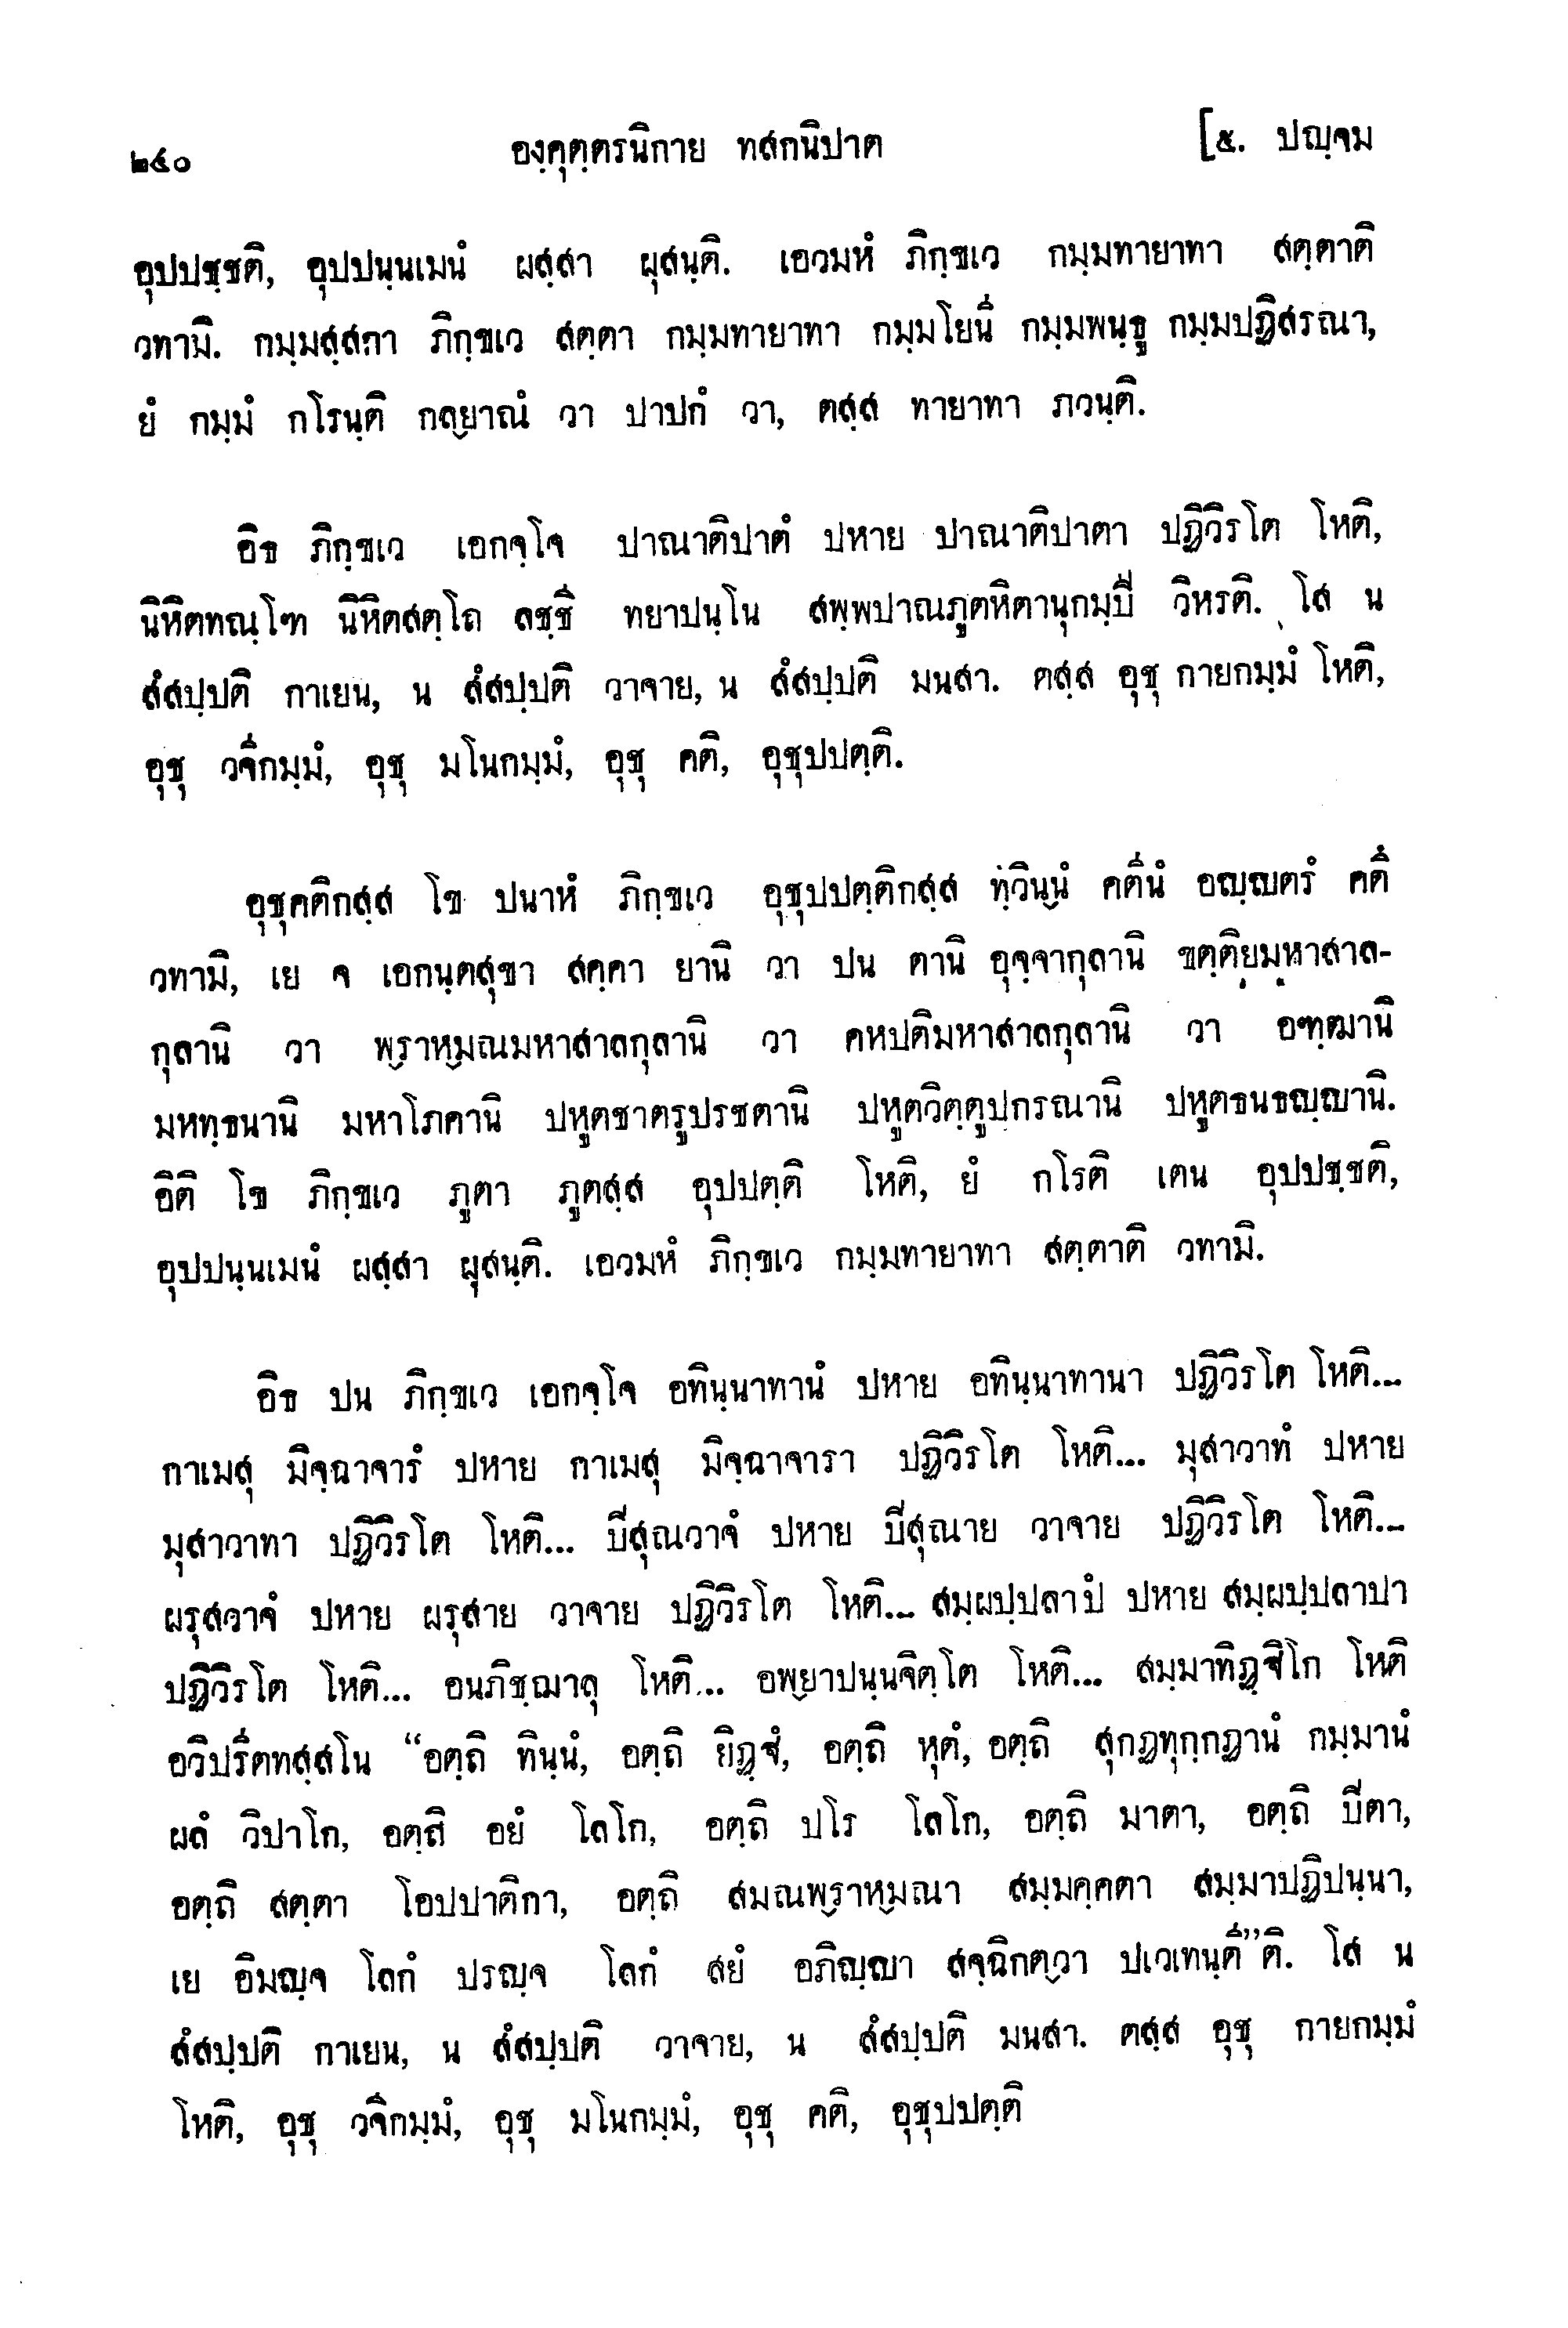 ๒๔๐ องฺคุตฺตรนิกาย ทสกนิปาต [๕. ปญฺจม
อุปปชฺชติ, อุปปนฺนเมนํ ผสฺสา ผุสนฺติ. เอวมหํ ภิกฺขเว กมฺมทายาทา สตฺตาติ
วทามิ. กมฺมสฺสกา ภิกฺขเว สตฺตา กมฺมทายาทา กมฺมโยนี กมฺมพนฺธู กมฺมปฏิสรณา,
ยํ กมฺมํ กโรนฺติ กลฺยาณํ วา ปาปกํ วา, ตสฺส ทายาทา ภวนฺติ.
อิธ ภิกฺขเว เอกจฺโจ ปาณาติปาตํ ปหาย ปาณาติปาตา ปฏิวิรโต โหติ,
นิหิตทณฺโฑ นิหิตสตฺโถ ลชฺชี ทยาปนฺโน สพฺพปาณภูตหิตานุกมฺปี วิหรติ. โส น
สํสปฺปติ กาเยน, น สํสปฺปติ วาจาย, น สํสปฺปติ มนสา. ตสฺส อุชุ กายกมฺมํ โหติ,
อุชุ วจีกมฺมํ, อุชุ มโนกมฺมํ, อุชุ คติ, อุชุปปตฺติ.
อุชุคติกสฺส โข ปนาหํ ภิกฺขเว อุชุปปตฺติกสฺส ทฺวินฺนํ คตีนํ อญฺญตรํ คตึ
วทามิ, เย จ เอกนฺตสุขา สคฺคา ยานิ วา ปน ตานิ อุจฺจากุลานิ ขตฺติยมหาสาล-
กุลานิ วา พฺราหฺมณมหาสาลกุลานิ วา คหปติมหาสาลกุลานิ วา อฑฺฒานิ
มหทฺธนานิ มหาโภคานิ ปหูตชาตรูปรชตานิ ปหูตวิตฺตูปกรณานิ ปหูตธนธญฺญานิ.
อิติ โข ภิกฺขเว ภูตา ภูตสฺส อุปปตฺติ โหติ, ยํ กโรติ เตน อุปปชฺชติ,
อุปปนฺนเมนํ ผสฺสา ผุสนฺติ. เอวมหํ ภิกฺขเว กมฺมทายาทา สตฺตาติ วทามิ.
อิธ ปน ภิกฺขเว เอกจฺโจ อทินฺนาทานํ ปหาย อทินฺนาทานา ปฏิวิรโต โหติ...
กาเมสุ มิจฺฉาจารํ ปหาย กาเมสุ มิจฺฉาจารา ปฏิวิรโต โหติ... มุสาวาทํ ปหาย
มุสาวาทา ปฏิวิรโต โหติ... ปิสุณวาจํ ปหาย ปิสุณาย วาจาย ปฏิวิรโต โหติ...
ผรุสวาจํ ปหาย ผรุสาย วาจาย ปฏิวิรโต โหติ... สมฺผปฺปลาปํ ปหาย สมฺผปฺปลาปา
ปฏิวิรโต โหติ... อนภิชฺฌาลุ โหติ... อพฺยาปนฺนจิตฺโต โหติ... สมฺมาทิฏฺฐิโก โหติ
อวิปรีตทสฺสโน “อตฺถิ ทินฺนํ, อตฺถิ ยิฏฺฐํ, อตฺถิ หุตํ, อตฺถิ สุกฏทุกฺกฏานํ กมฺมานํ
ผลํ วิปาโก, อตฺถิ อยํ โลโก, อตฺถิ ปโร โลโก, อตฺถิ มาตา, อตฺถิ ปิตา,
อตฺถิ สตฺตา โอปปาติกา, อตฺถิ สมณพฺราหฺมณา สมฺมคฺคตา สมฺมาปฏิปนฺนา,
เย อิมญฺจ โลกํ ปรญฺจ โลกํ สยํ อภิญฺญา สจฺฉิกตฺวา ปเวเทนฺตี”ติ. โส น
สํสปฺปติ กาเยน, น สํสปฺปติ วาจาย, น สํสปฺปติ มนสา. ตสฺส อุชุ กายกมฺมํ
โหติ, อุชุ วจีกมฺมํ, อุชุ มโนกมฺมํ, อุชุ คติ, อุชุปปตฺติ